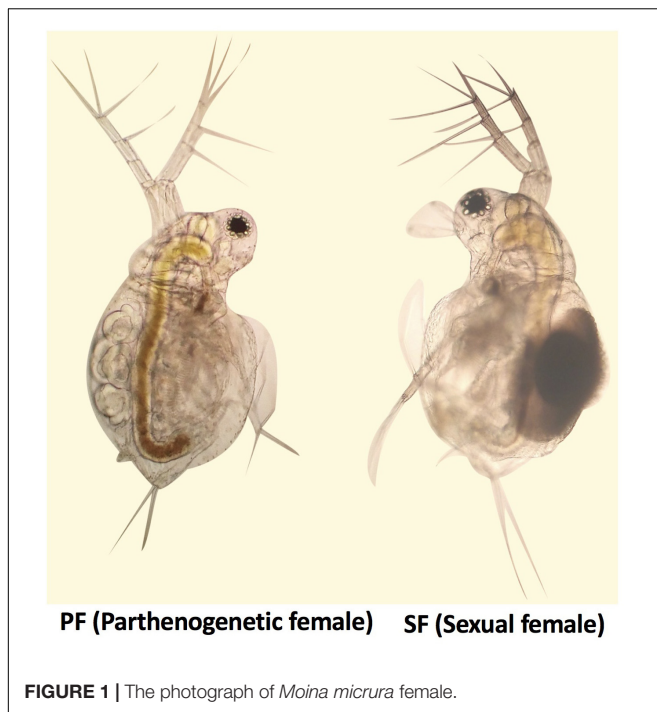 PF (Parthenogenetic female) SF (Sexual female)
FIGURE 1 | The photograph of Moina micrura female.